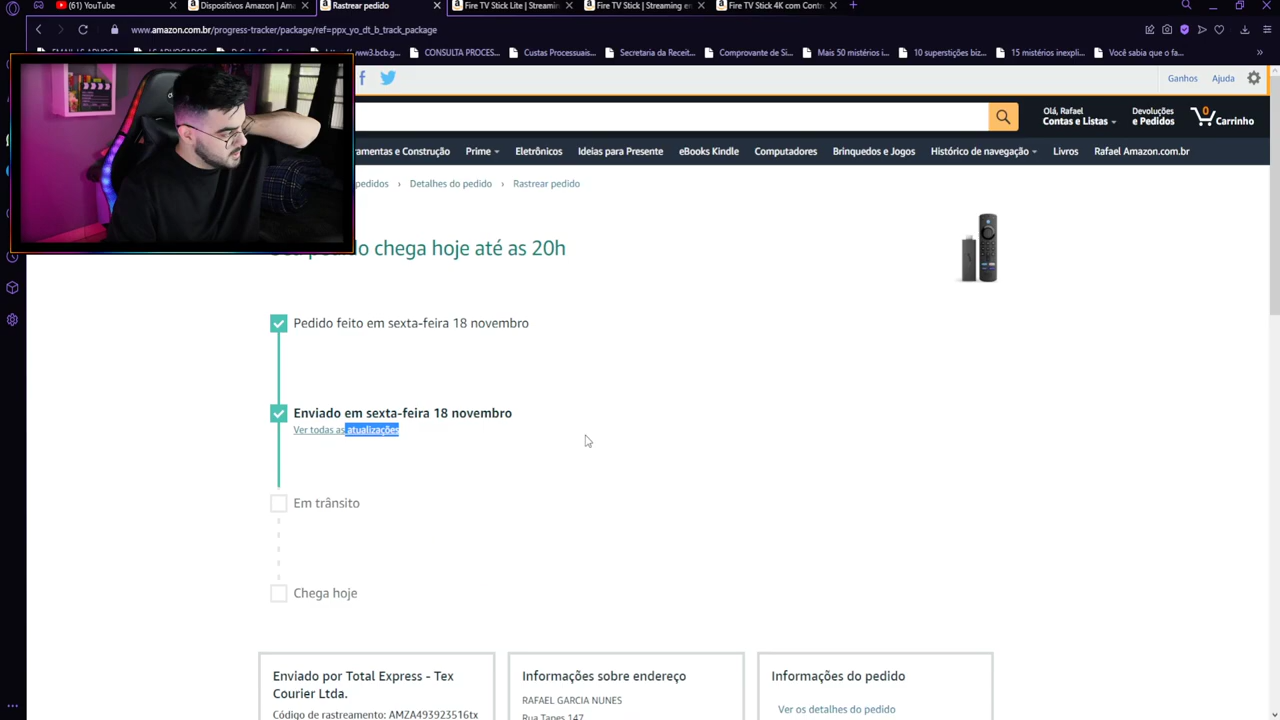 (61) YouTube
Dispositivos Amazon | Ama
Rastrear pedido
Fire TV Stick Lite | Streamin
Fire TV Stick | Streaming en
Fire TV Stick 4K com Contr
www.amazon.com.br/progress-tracker/package/ref=ppx_yo_dt_b_track_package
www3.bcb.g...
CONSULTA PROCES...
Custas Processuais...
Secretaria da Receit...
Comprovante de Si...
Mais 50 mistérios i...
10 superstições biz...
15 mistérios inexpli...
Você sabia que o fa...
Ganhos
Ajuda
Olá, Rafael
Contas e Listas
Devoluções
e Pedidos
0
Carrinho
ramentas e Construção
Prime
Eletrônicos
Ideias para Presente
eBooks Kindle
Computadores
Brinquedos e Jogos
Histórico de navegação
Livros
Rafael Amazon.com.br
pedidos › Detalhes do pedido › Rastrear pedido
chega hoje até as 20h
Pedido feito em sexta-feira 18 novembro
Enviado em sexta-feira 18 novembro
Ver todas as atualizações
Em trânsito
Chega hoje
Enviado por Total Express - Tex
Courier Ltda.
Código de rastreamento: AMZA493923516tx
Informações sobre endereço
RAFAEL GARCIA NUNES
Rua Tapes 147
Informações do pedido
Ver os detalhes do pedido